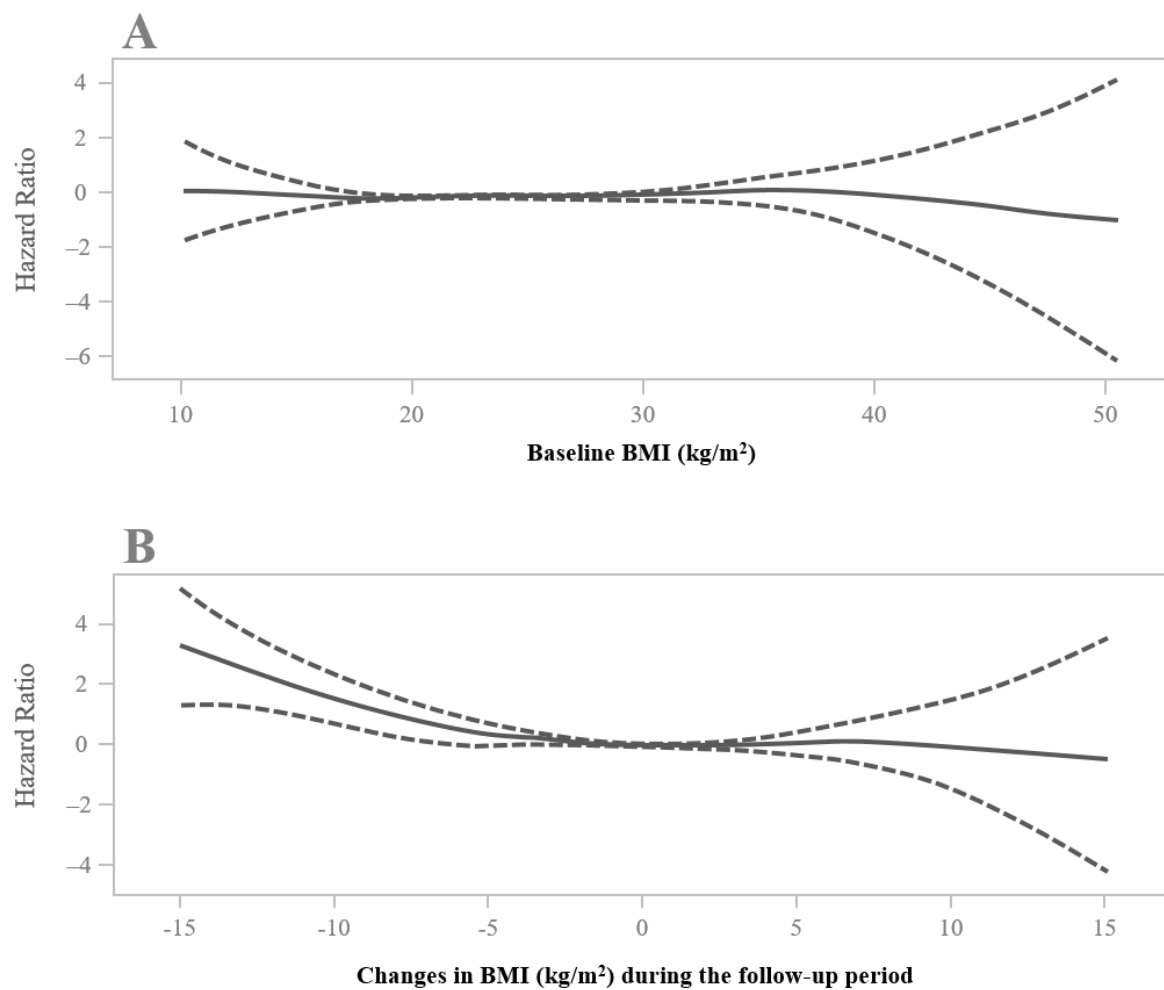 A
4
2
0
–2
–4
–6
Hazard Ratio
10 20 30 40 50
Baseline BMI (kg/m²)
B
4
2
0
–2
–4
Hazard Ratio
-15 -10 -5 0 5 10 15
Changes in BMI (kg/m²) during the follow-up period